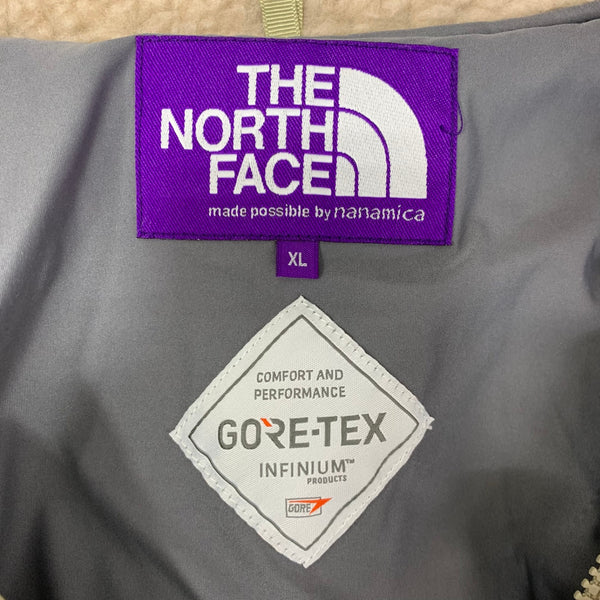 THE
NORTH
FACE
made possible by nanamica
XL
COMFORT AND
PERFORMANCE
GORE-TEX
INFINIUM™
PRODUCTS
GORE